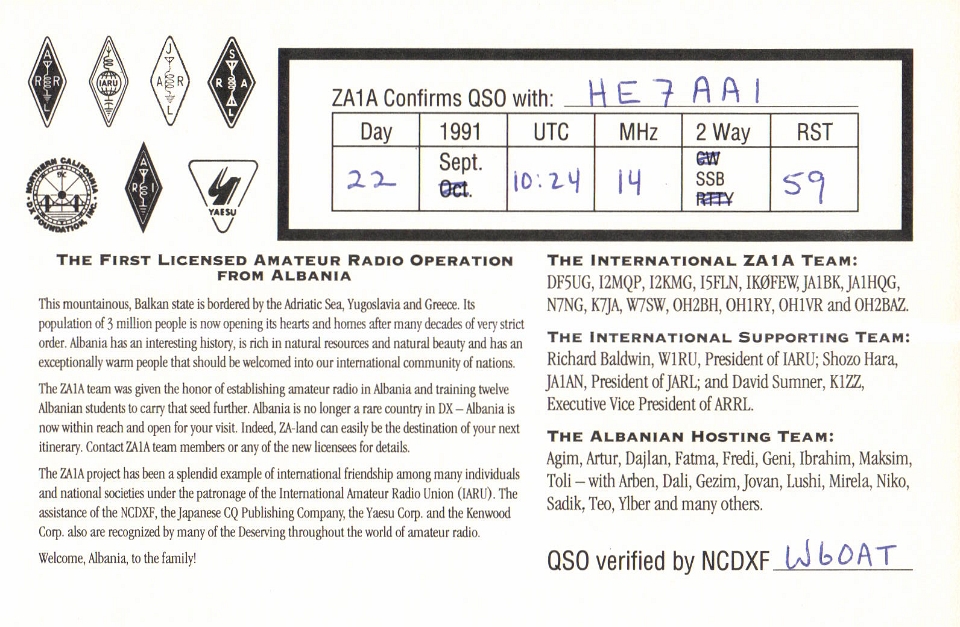 A
R R
L
IARU
J
A R
L
S
R A
L
NORTHERN CALIFORNIA
DX FOUNDATION, INC.
A
R I
YAESU
ZA1A Confirms QSO with: HE7AA1
Day 1991 UTC MHz 2 Way RST
22 Sept. Oct. 10:24 14 CW SSB RTTY 59
THE FIRST LICENSED AMATEUR RADIO OPERATION
FROM ALBANIA
This mountainous, Balkan state is bordered by the Adriatic Sea, Yugoslavia and Greece. Its
population of 3 million people is now opening its hearts and homes after many decades of very strict
order. Albania has an interesting history, is rich in natural resources and natural beauty and has an
exceptionally warm people that should be welcomed into our international community of nations.
The ZA1A team was given the honor of establishing amateur radio in Albania and training twelve
Albanian students to carry that seed further. Albania is no longer a rare country in DX – Albania is
now within reach and open for your visit. Indeed, ZA-land can easily be the destination of your next
itinerary. Contact ZA1A team members or any of the new licensees for details.
The ZA1A project has been a splendid example of international friendship among many individuals
and national societies under the patronage of the International Amateur Radio Union (IARU). The
assistance of the NCDXF, the Japanese CQ Publishing Company, the Yaesu Corp. and the Kenwood
Corp. also are recognized by many of the Deserving throughout the world of amateur radio.
Welcome, Albania, to the family!
THE INTERNATIONAL ZA1A TEAM:
DF5UG, I2MQP, I2KMG, I5FLN, IKØFEW, JA1BK, JA1HQG,
N7NG, K7JA, W7SW, OH2BH, OH1RY, OH1VR and OH2BAZ.
THE INTERNATIONAL SUPPORTING TEAM:
Richard Baldwin, W1RU, President of IARU; Shozo Hara,
JA1AN, President of JARL; and David Sumner, K1ZZ,
Executive Vice President of ARRL.
THE ALBANIAN HOSTING TEAM:
Agim, Artur, Dajlan, Fatma, Fredi, Geni, Ibrahim, Maksim,
Toli – with Arben, Dali, Gezim, Jovan, Lushi, Mirela, Niko,
Sadik, Teo, Ylber and many others.
QSO verified by NCDXF W6OAT